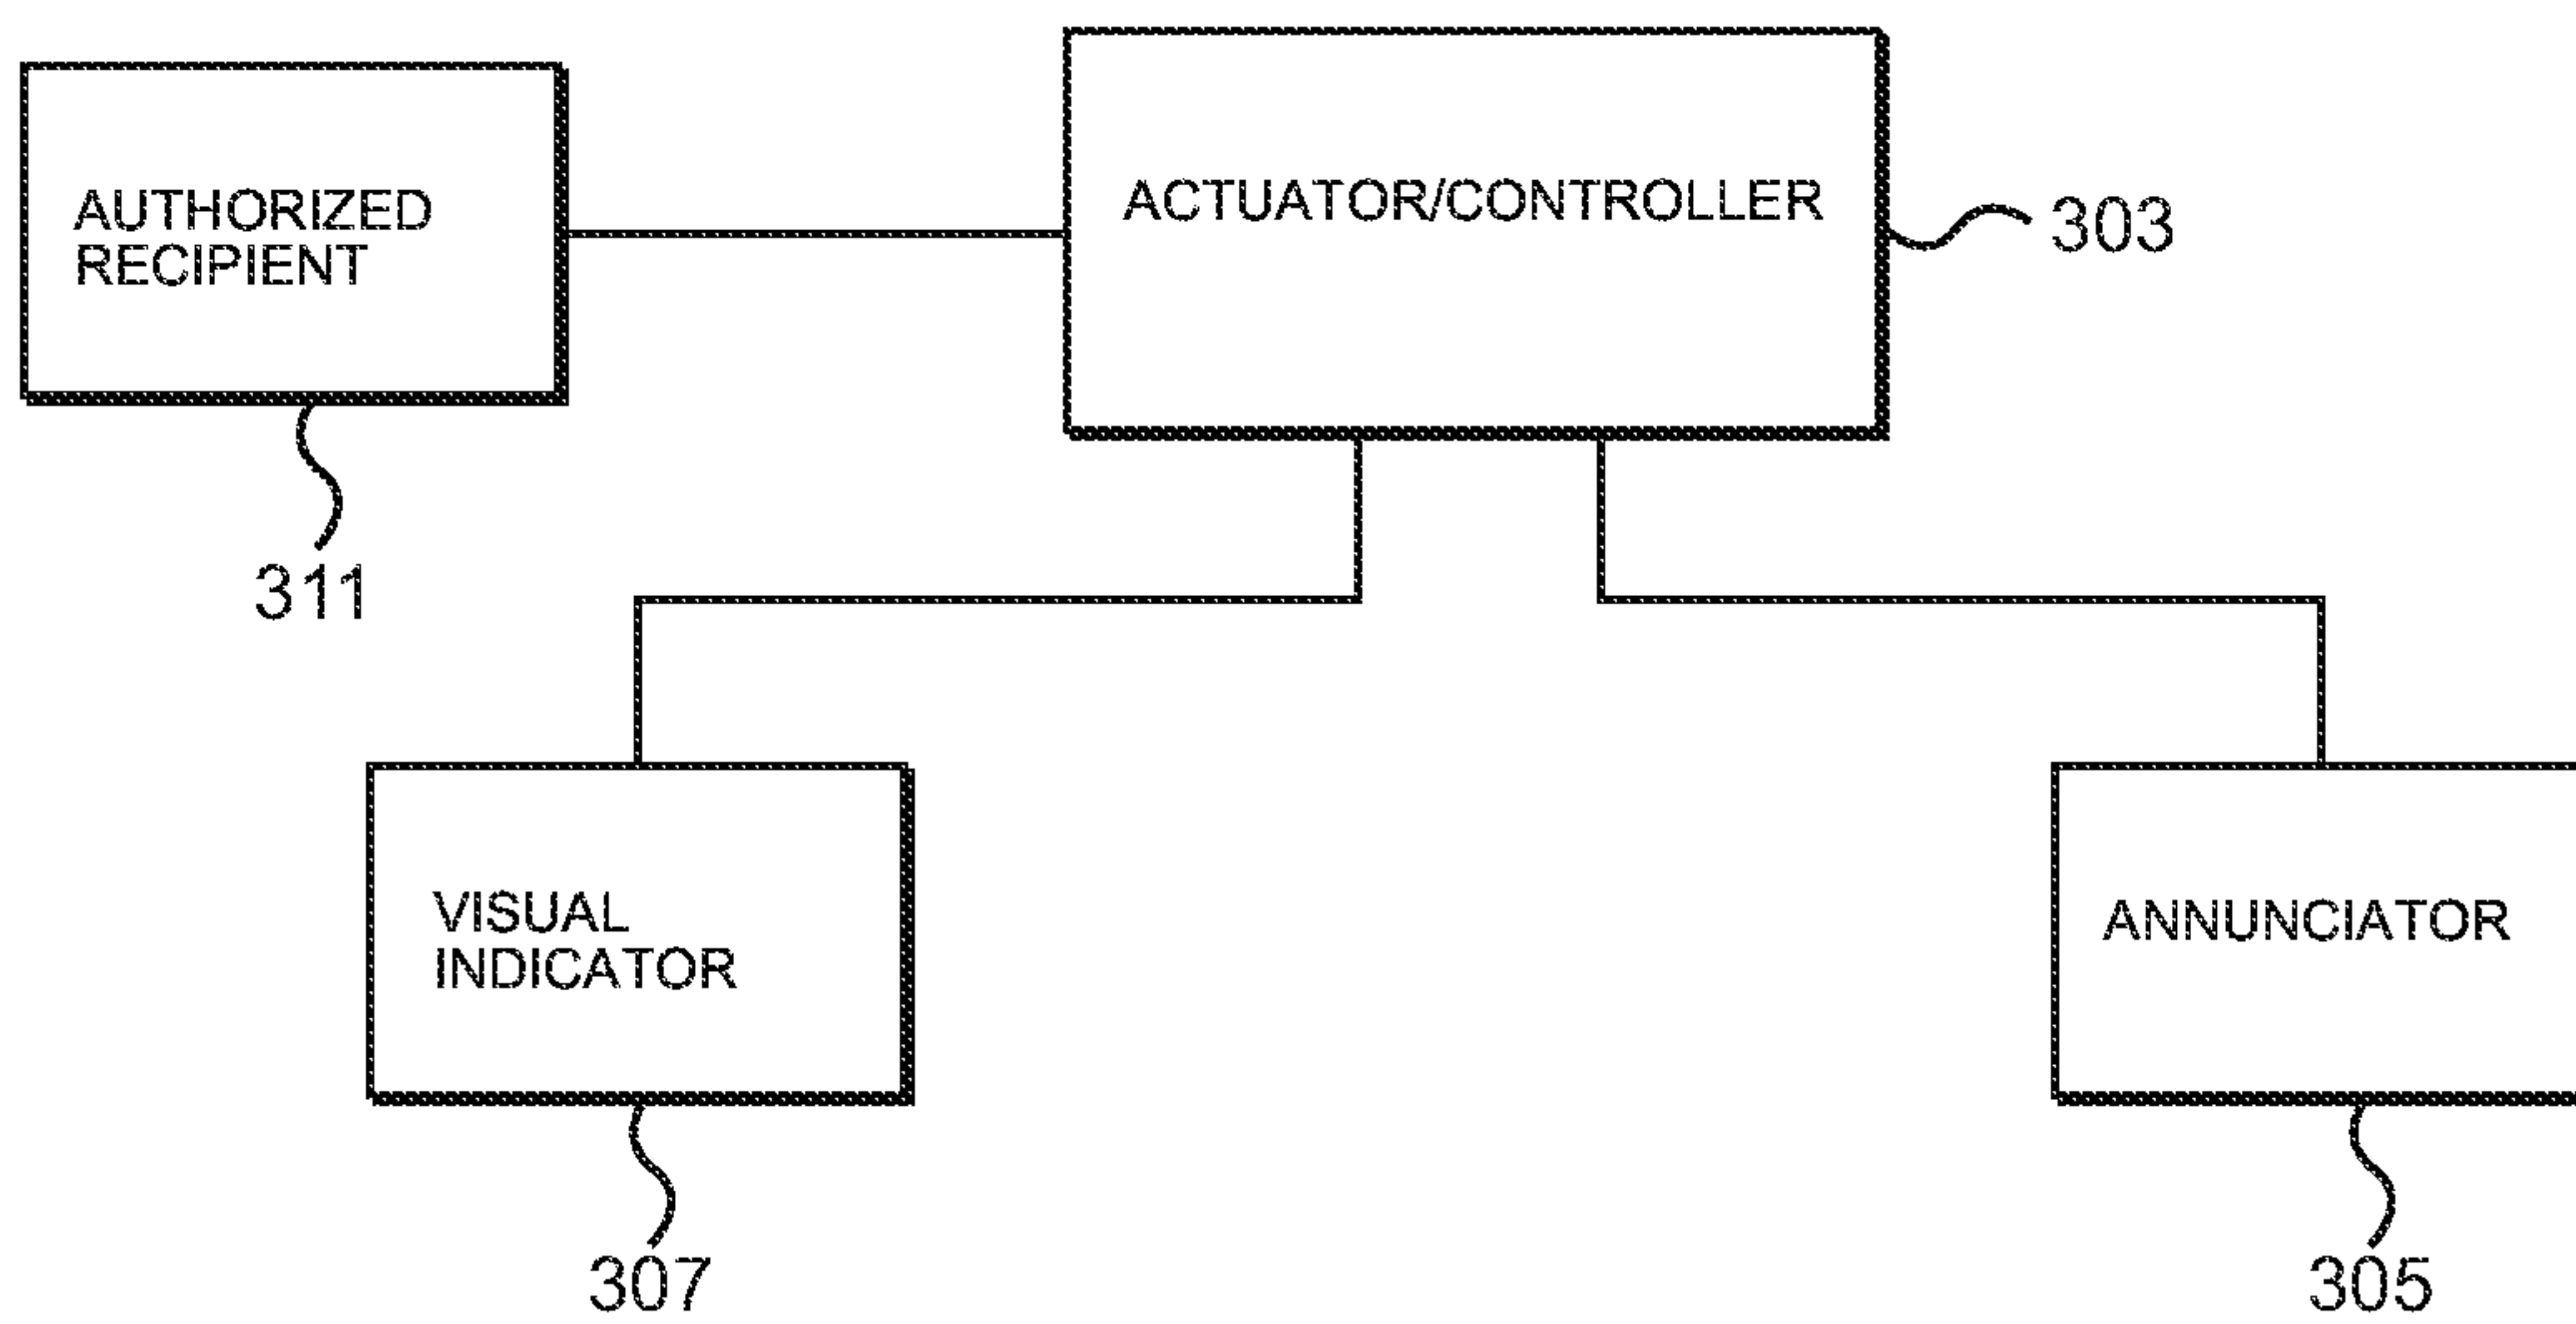 AUTHORIZED
RECIPIENT
ACTUATOR/CONTROLLER
303
311
VISUAL
INDICATOR
ANNUNCIATOR
307
305